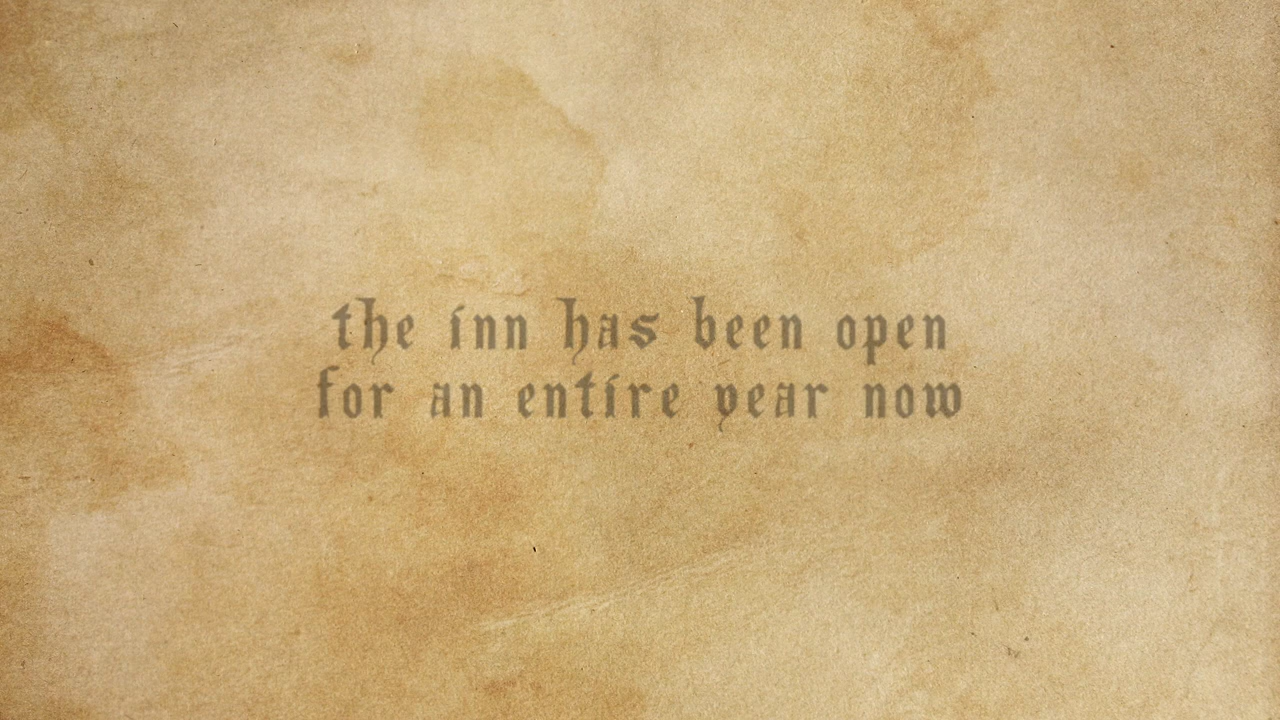 the inn has been open
for an entire year now